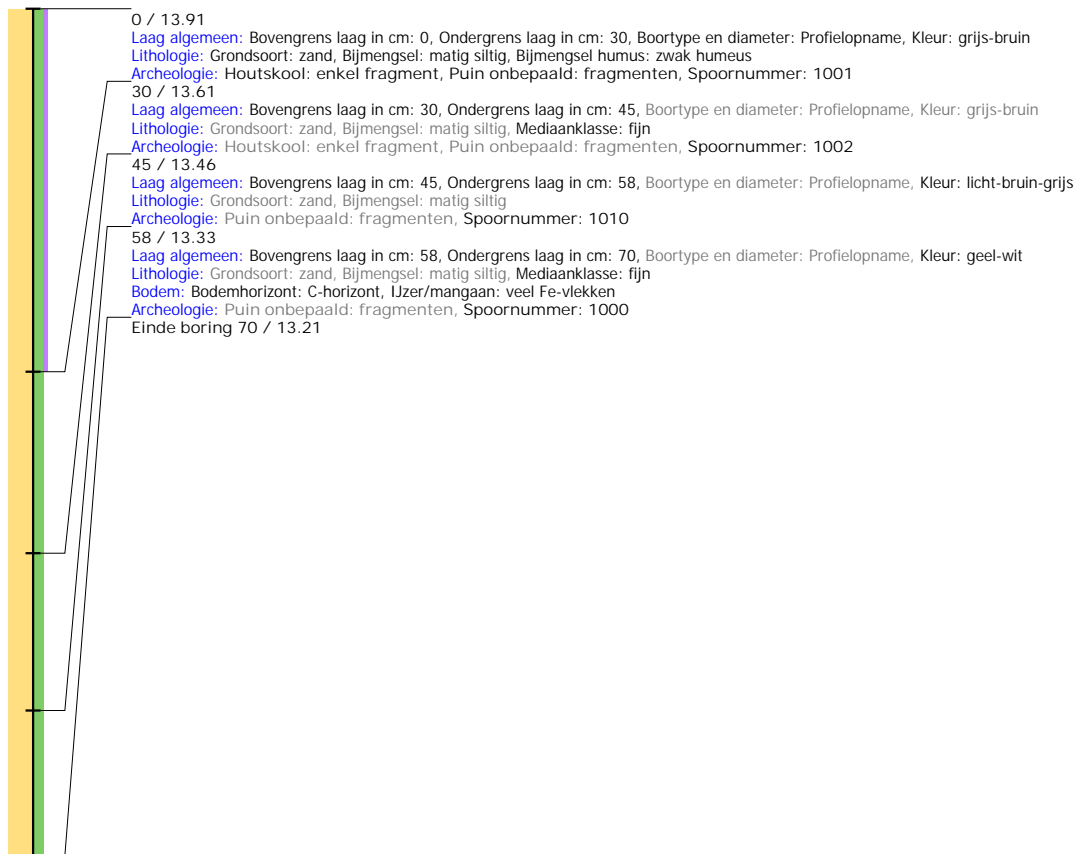 0 / 13.91
Laag algemeen: Bovengrens laag in cm: 0, Ondergrens laag in cm: 30, Boortype en diameter: Profielopname, Kleur: grijs-bruin
Lithologie: Grondsoort: zand, Bijmengsel: matig siltig, Bijmengsel humus: zwak humeus
Archeologie: Houtskool: enkel fragment, Puin onbepaald: fragmenten, Spoornummer: 1001
30 / 13.61
Laag algemeen: Bovengrens laag in cm: 30, Ondergrens laag in cm: 45, Boortype en diameter: Profielopname, Kleur: grijs-bruin
Lithologie: Grondsoort: zand, Bijmengsel: matig siltig, Mediaanklasse: fijn
Archeologie: Houtskool: enkel fragment, Puin onbepaald: fragmenten, Spoornummer: 1002
45 / 13.46
Laag algemeen: Bovengrens laag in cm: 45, Ondergrens laag in cm: 58, Boortype en diameter: Profielopname, Kleur: licht-bruin-grijs
Lithologie: Grondsoort: zand, Bijmengsel: matig siltig
Archeologie: Puin onbepaald: fragmenten, Spoornummer: 1010
58 / 13.33
Laag algemeen: Bovengrens laag in cm: 58, Ondergrens laag in cm: 70, Boortype en diameter: Profielopname, Kleur: geel-wit
Lithologie: Grondsoort: zand, Bijmengsel: matig siltig, Mediaanklasse: fijn
Bodem: Bodemhorizont: C-horizont, IJzer/mangaan: veel Fe-vlekken
Archeologie: Puin onbepaald: fragmenten, Spoornummer: 1000
Einde boring 70 / 13.21